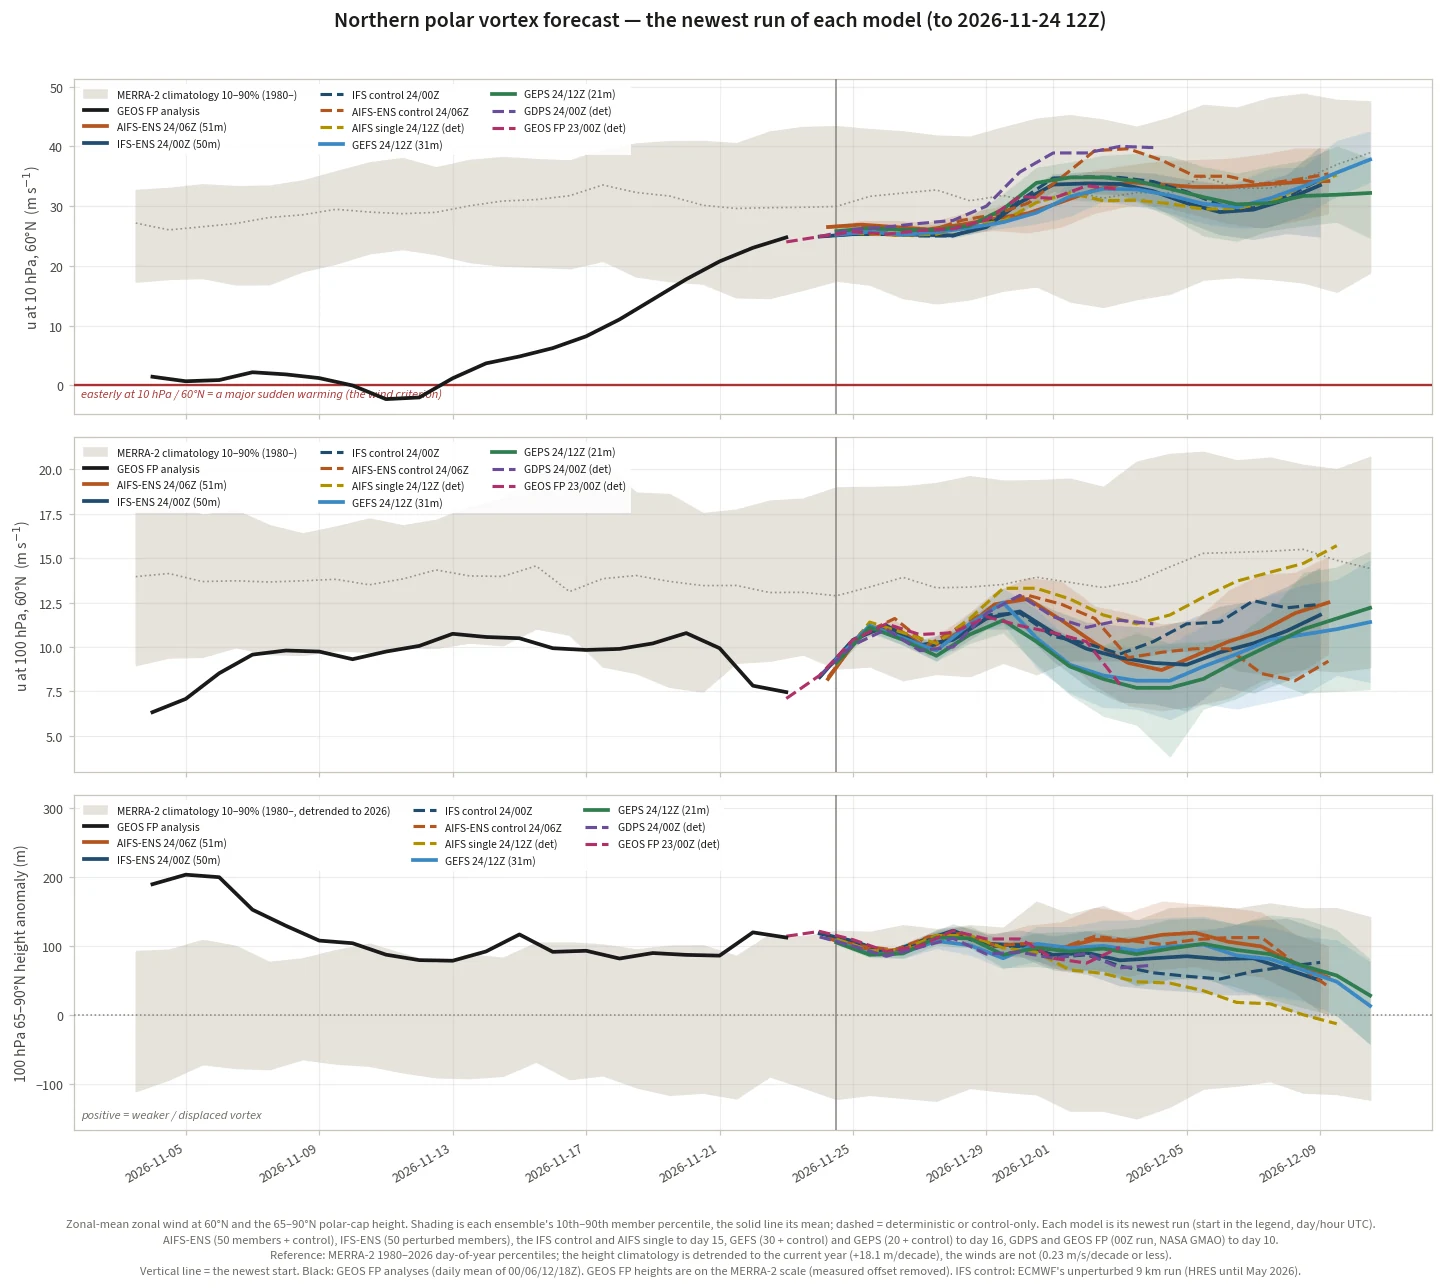 Northern polar vortex forecast — the newest run of each model (to 2026-11-24 12Z)
MERRA-2 climatology 10–90% (1980–)
GEOS FP analysis
AIFS-ENS 24/06Z (51m)
IFS-ENS 24/00Z (50m)
IFS control 24/00Z
AIFS-ENS control 24/06Z
AIFS single 24/12Z (det)
GEFS 24/12Z (31m)
GEPS 24/12Z (21m)
GDPS 24/00Z (det)
GEOS FP 23/00Z (det)
u at 10 hPa, 60°N (m s⁻¹)
50
40
30
20
10
0
easterly at 10 hPa / 60°N = a major sudden warming (the wind criterion)
MERRA-2 climatology 10–90% (1980–)
GEOS FP analysis
AIFS-ENS 24/06Z (51m)
IFS-ENS 24/00Z (50m)
IFS control 24/00Z
AIFS-ENS control 24/06Z
AIFS single 24/12Z (det)
GEFS 24/12Z (31m)
GEPS 24/12Z (21m)
GDPS 24/00Z (det)
GEOS FP 23/00Z (det)
u at 100 hPa, 60°N (m s⁻¹)
20.0
17.5
15.0
12.5
10.0
7.5
5.0
MERRA-2 climatology 10–90% (1980–, detrended to 2026)
GEOS FP analysis
AIFS-ENS 24/06Z (51m)
IFS-ENS 24/00Z (50m)
IFS control 24/00Z
AIFS-ENS control 24/06Z
AIFS single 24/12Z (det)
GEFS 24/12Z (31m)
GEPS 24/12Z (21m)
GDPS 24/00Z (det)
GEOS FP 23/00Z (det)
100 hPa 65–90°N height anomaly (m)
300
200
100
0
−100
positive = weaker / displaced vortex
2026-11-05
2026-11-09
2026-11-13
2026-11-17
2026-11-21
2026-11-25
2026-11-29
2026-12-01
2026-12-05
2026-12-09
Zonal-mean zonal wind at 60°N and the 65–90°N polar-cap height. Shading is each ensemble's 10th–90th member percentile, the solid line its mean; dashed = deterministic or control-only. Each model is its newest run (start in the legend, day/hour UTC).
AIFS-ENS (50 members + control), IFS-ENS (50 perturbed members), the IFS control and AIFS single to day 15, GEFS (30 + control) and GEPS (20 + control) to day 16, GDPS and GEOS FP (00Z run, NASA GMAO) to day 10.
Reference: MERRA-2 1980–2026 day-of-year percentiles; the height climatology is detrended to the current year (+18.1 m/decade), the winds are not (0.23 m/s/decade or less).
Vertical line = the newest start. Black: GEOS FP analyses (daily mean of 00/06/12/18Z). GEOS FP heights are on the MERRA-2 scale (measured offset removed). IFS control: ECMWF's unperturbed 9 km run (HRES until May 2026).